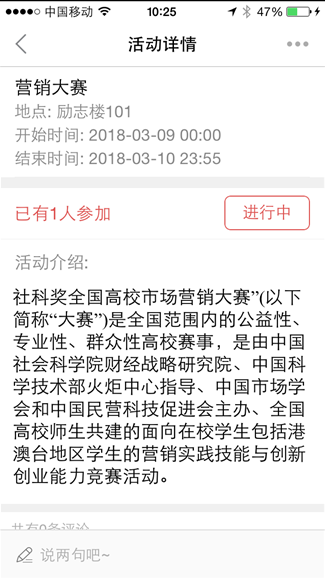 中国移动
10:25
47%
活动详情
营销大赛
地点: 励志楼101
开始时间: 2018-03-09 00:00
结束时间: 2018-03-10 23:55
已有1人参加
进行中
活动介绍:
社科奖全国高校市场营销大赛”(以下
简称“大赛”)是全国范围内的公益性、
专业性、群众性高校赛事，是由中国
社会科学院财经战略研究院、中国科
学技术部火炬中心指导、中国市场学
会和中国民营科技促进会主办、全国
高校师生共建的面向在校学生包括港
澳台地区学生的营销实践技能与创新
创业能力竞赛活动。
共有0条评论
说两句吧~